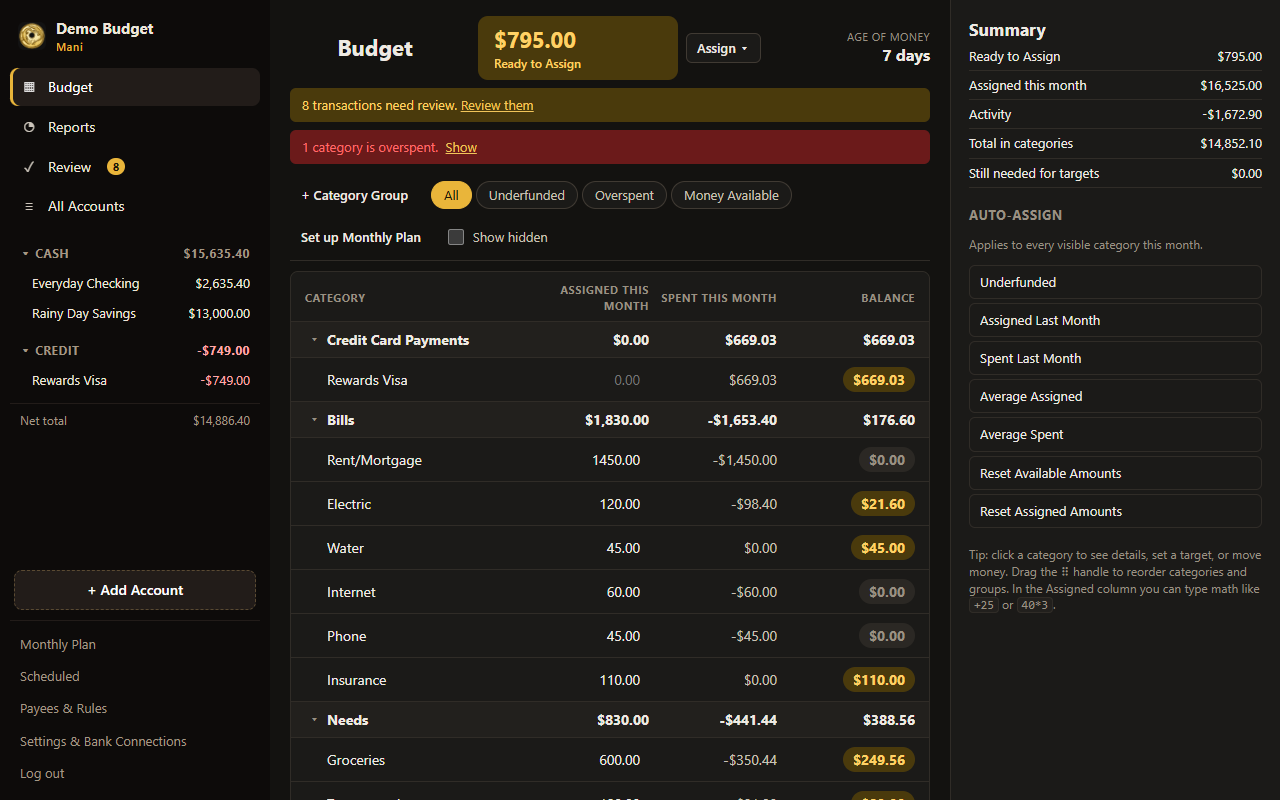 Demo Budget
Mani
Budget
Reports
Review 8
All Accounts
CASH $15,635.40
Everyday Checking $2,635.40
Rainy Day Savings $13,000.00
CREDIT -$749.00
Rewards Visa -$749.00
Net total $14,886.40
+ Add Account
Monthly Plan
Scheduled
Payees & Rules
Settings & Bank Connections
Log out
Budget
$795.00
Ready to Assign
Assign
AGE OF MONEY
7 days
8 transactions need review. Review them
1 category is overspent. Show
+ Category Group All Underfunded Overspent Money Available
Set up Monthly Plan Show hidden
CATEGORY ASSIGNED THIS MONTH SPENT THIS MONTH BALANCE
Credit Card Payments $0.00 $669.03 $669.03
Rewards Visa 0.00 $669.03 $669.03
Bills $1,830.00 -$1,653.40 $176.60
Rent/Mortgage 1450.00 -$1,450.00 $0.00
Electric 120.00 -$98.40 $21.60
Water 45.00 $0.00 $45.00
Internet 60.00 -$60.00 $0.00
Phone 45.00 -$45.00 $0.00
Insurance 110.00 $0.00 $110.00
Needs $830.00 -$441.44 $388.56
Groceries 600.00 -$350.44 $249.56
Summary
Ready to Assign $795.00
Assigned this month $16,525.00
Activity -$1,672.90
Total in categories $14,852.10
Still needed for targets $0.00
AUTO-ASSIGN
Applies to every visible category this month.
Underfunded
Assigned Last Month
Spent Last Month
Average Assigned
Average Spent
Reset Available Amounts
Reset Assigned Amounts
Tip: click a category to see details, set a target, or move
money. Drag the ⠿ handle to reorder categories and
groups. In the Assigned column you can type math like
+25 or 40*3.